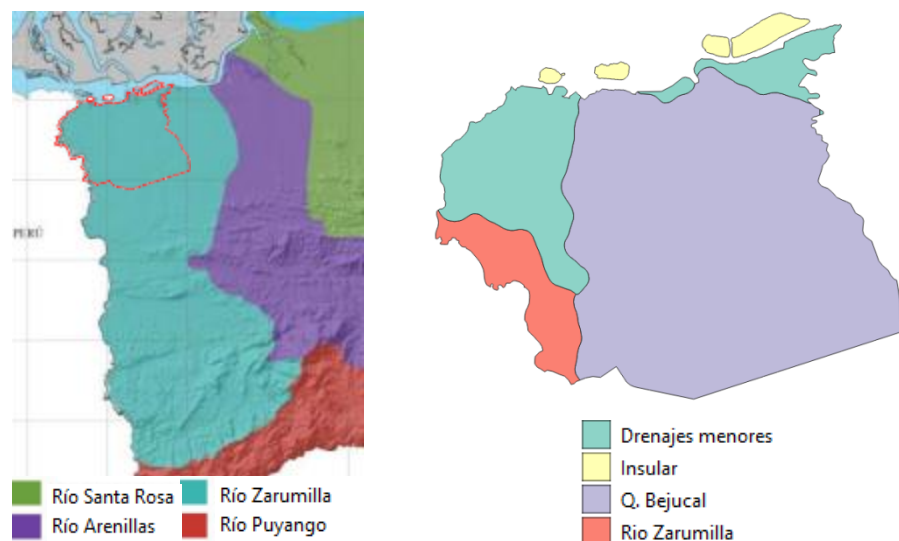 PERÚ
Río Santa Rosa
Río Zarumilla
Río Arenillas
Río Puyango
Drenajes menores
Insular
Q. Bejucal
Rio Zarumilla